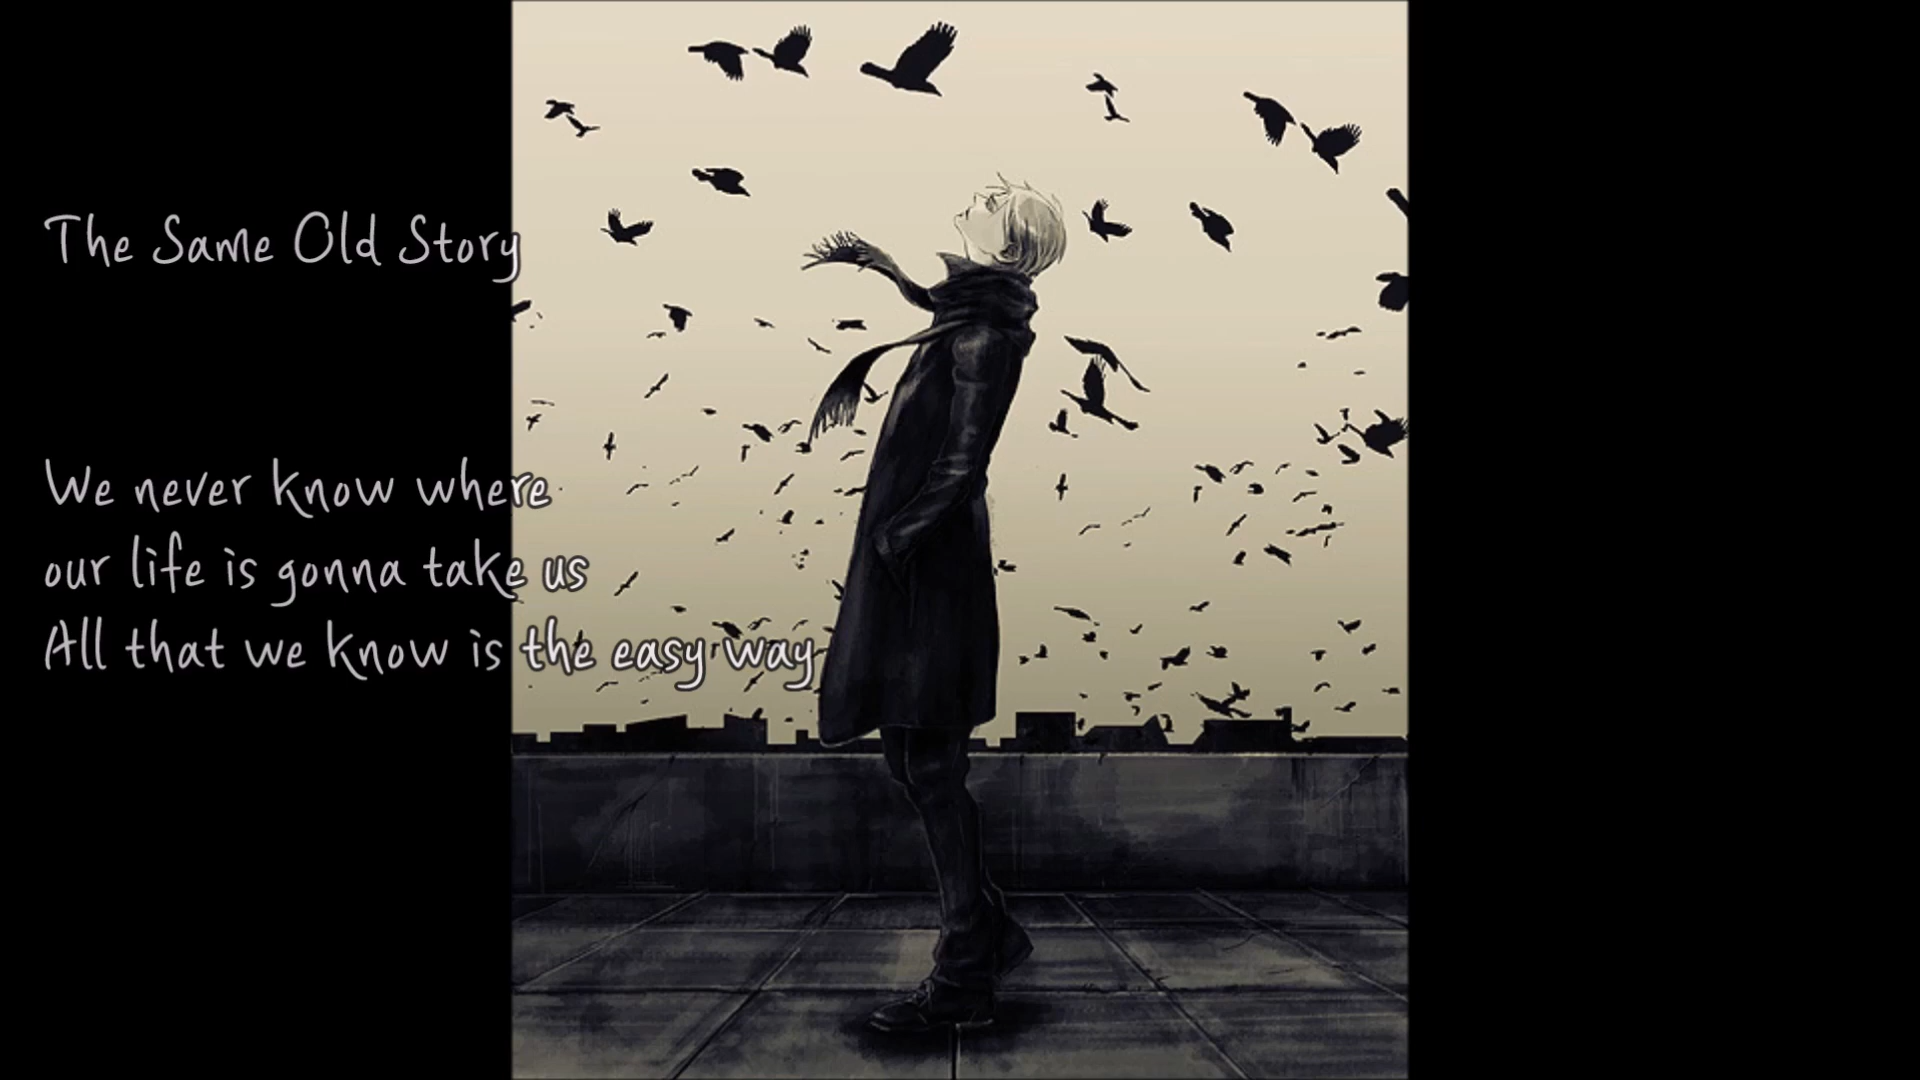 The Same Old Story
We never know where
our life is gonna take us
All that we know is the easy way